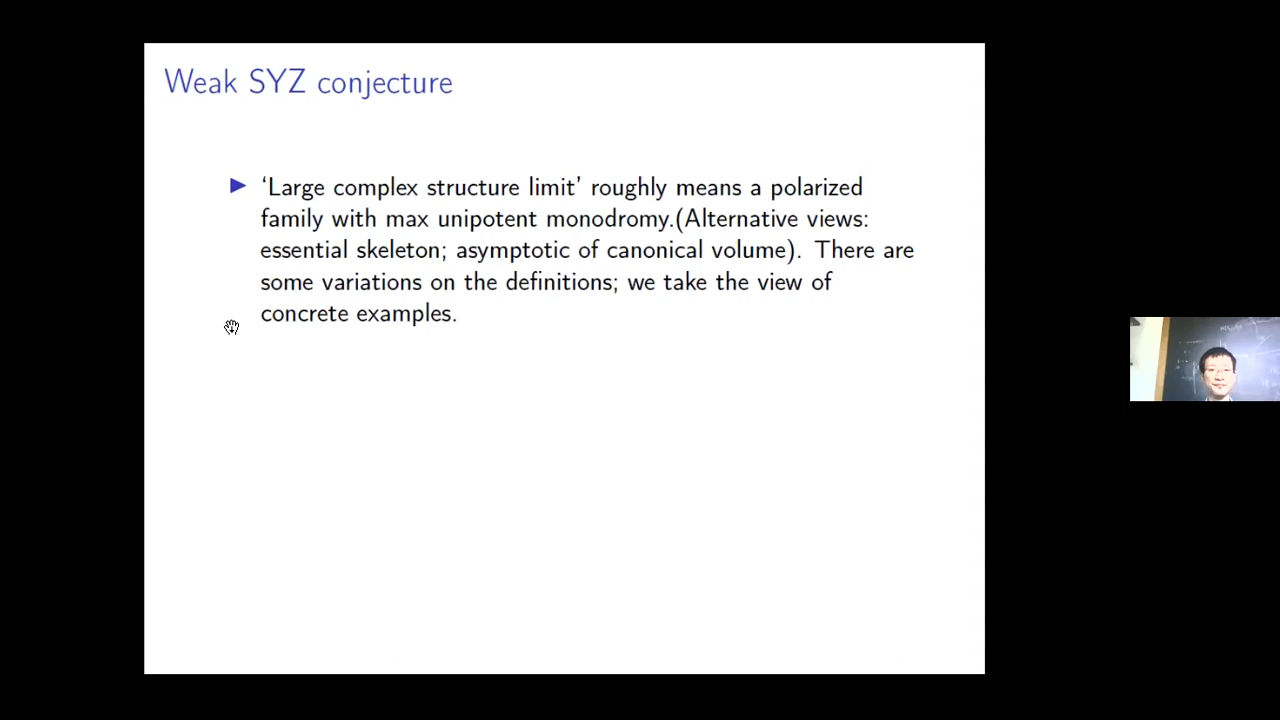 Weak SYZ conjecture
▶ ‘Large complex structure limit’ roughly means a polarized
family with max unipotent monodromy.(Alternative views:
essential skeleton; asymptotic of canonical volume). There are
some variations on the definitions; we take the view of
concrete examples.